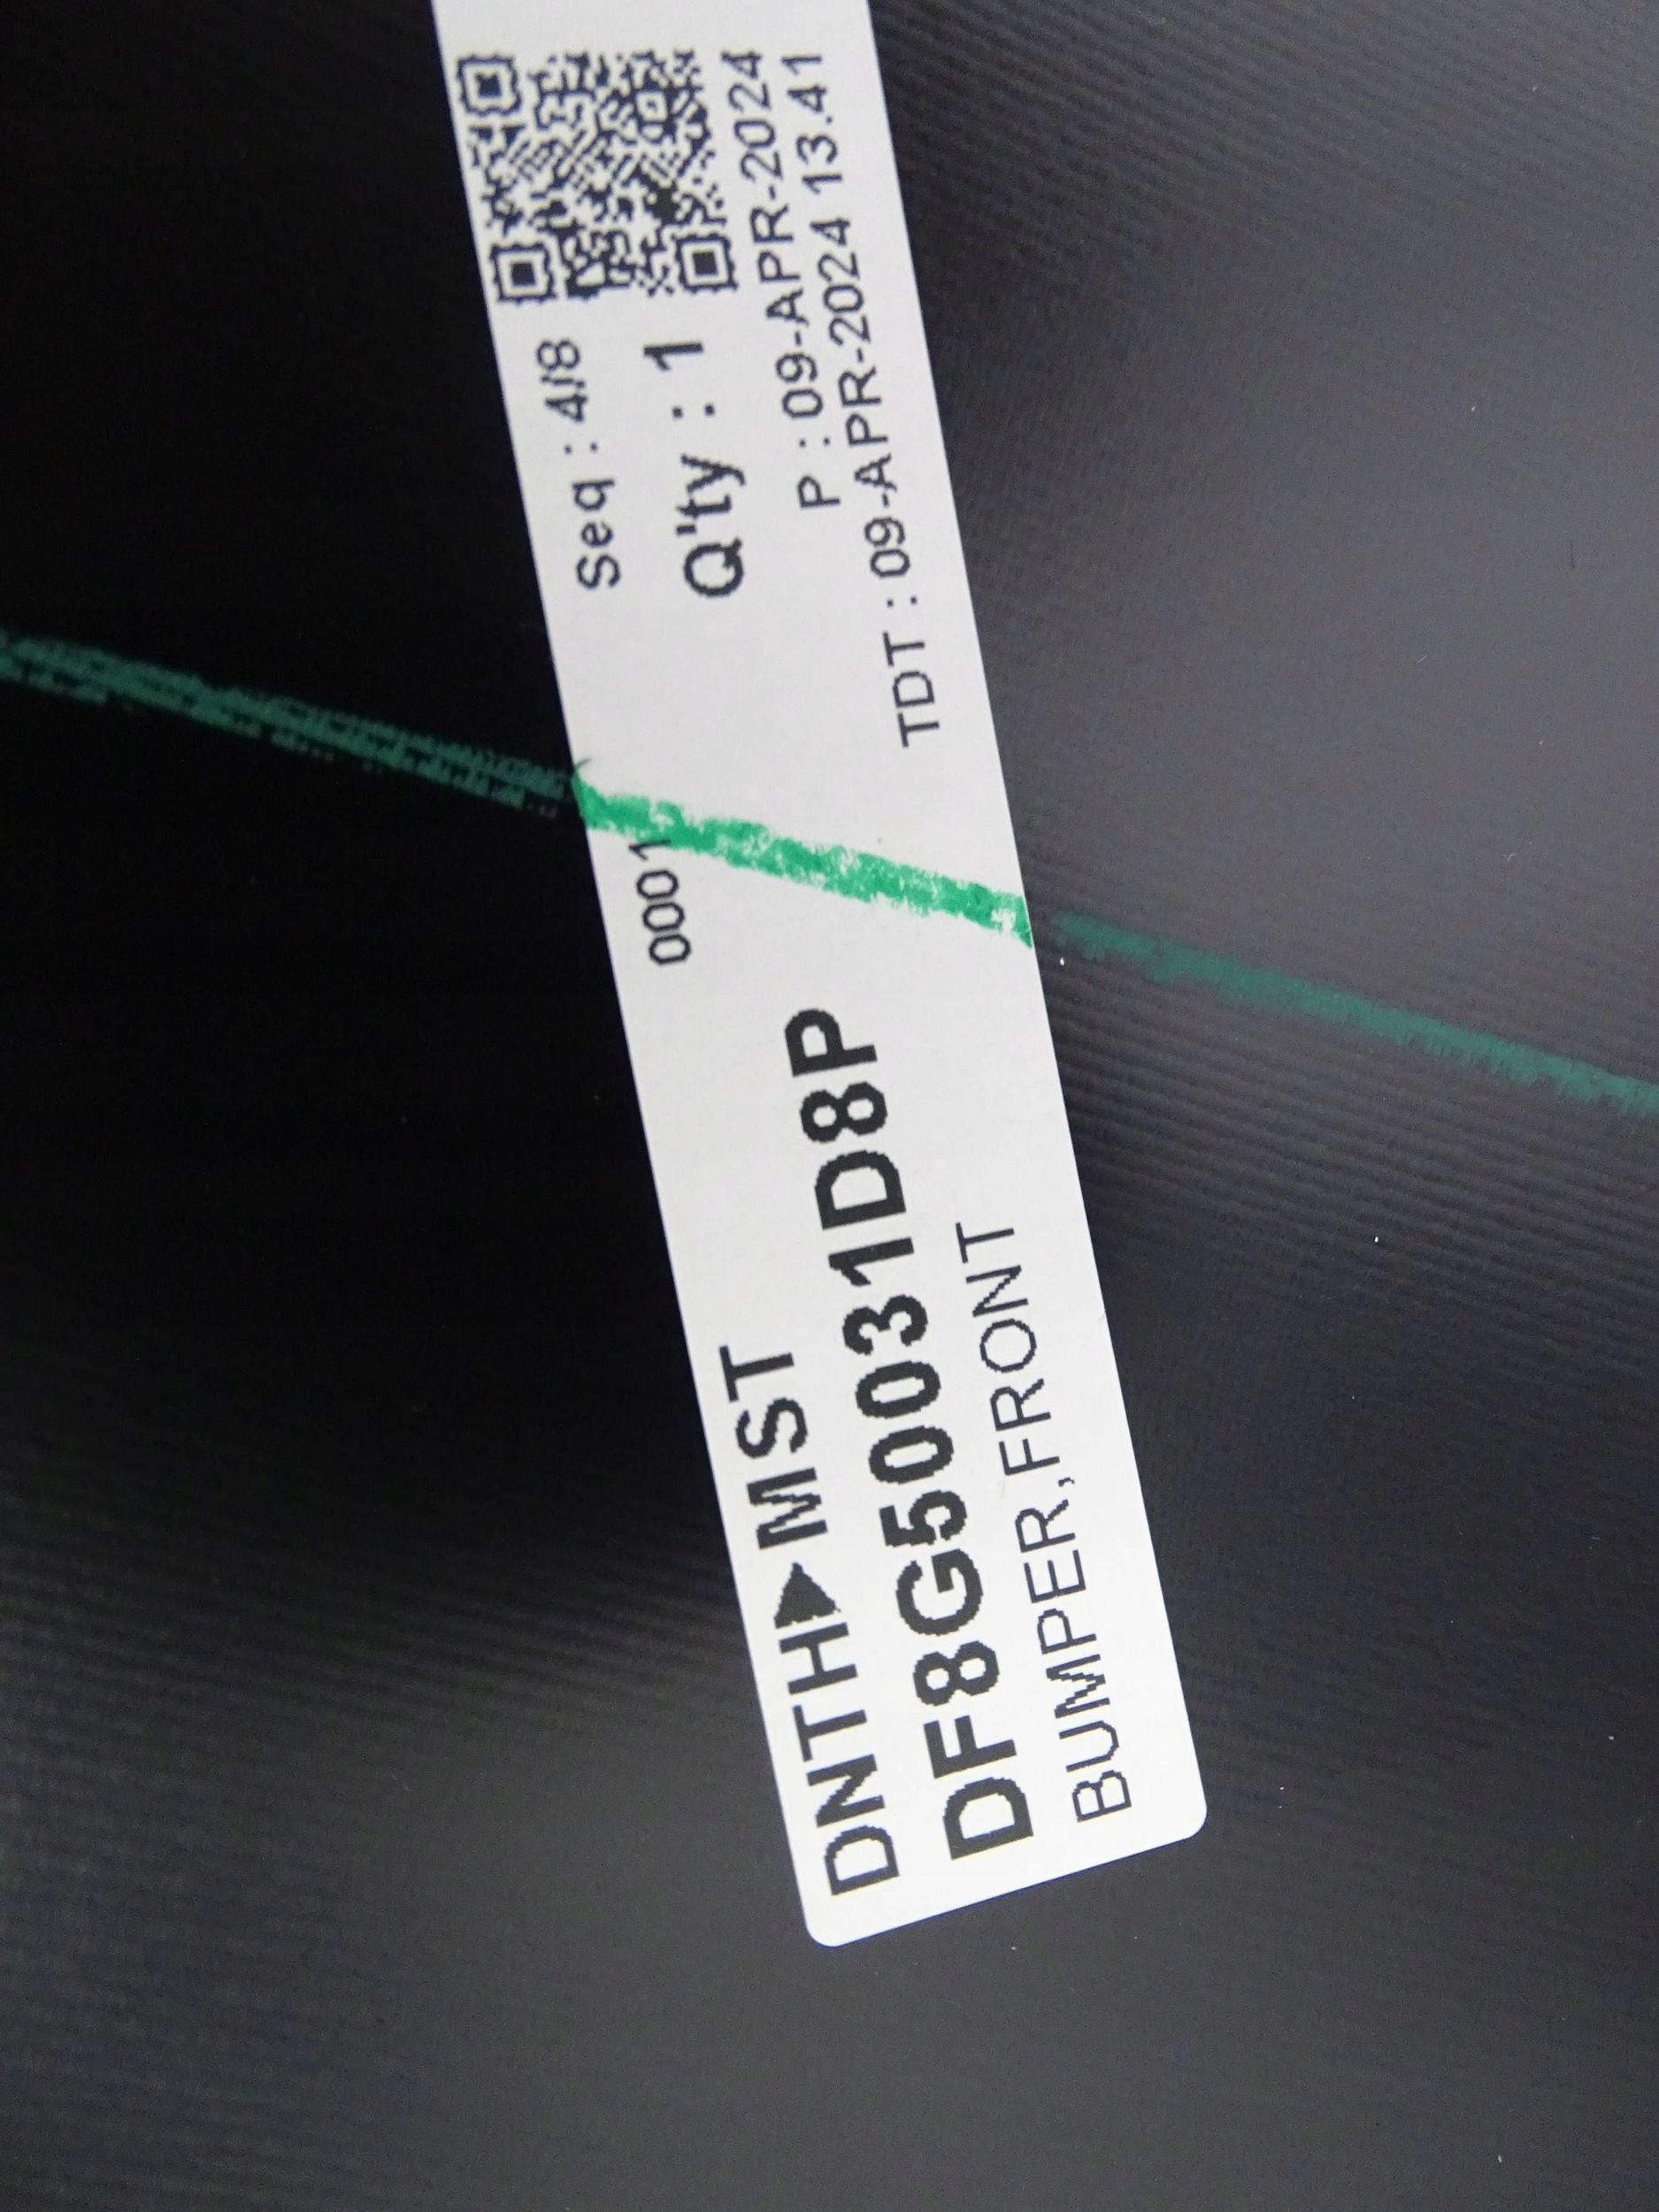 DNTH▶MST
0001
Seq : 4/8
DF8G50031D8P
Q'ty : 1
BUMPER,FRONT
P : 09-APR-2024
TDT : 09-APR-2024 13.41